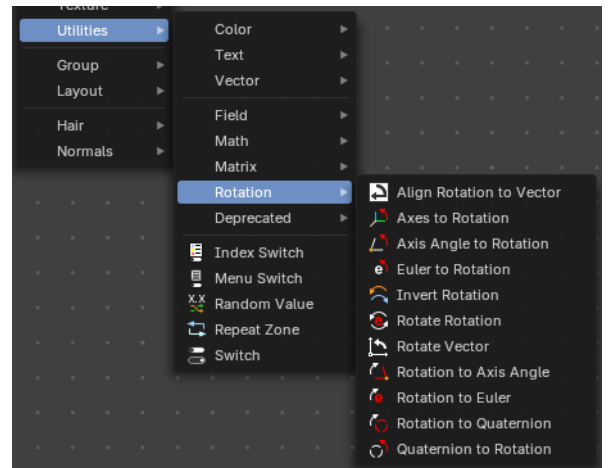 Texture
Utilities
Group
Layout
Hair
Normals
Color
Text
Vector
Field
Math
Matrix
Rotation
Deprecated
Index Switch
Menu Switch
X.X Random Value
Repeat Zone
Switch
Align Rotation to Vector
Axes to Rotation
Axis Angle to Rotation
e Euler to Rotation
Invert Rotation
e Rotate Rotation
Rotate Vector
Rotation to Axis Angle
e Rotation to Euler
Rotation to Quaternion
Quaternion to Rotation